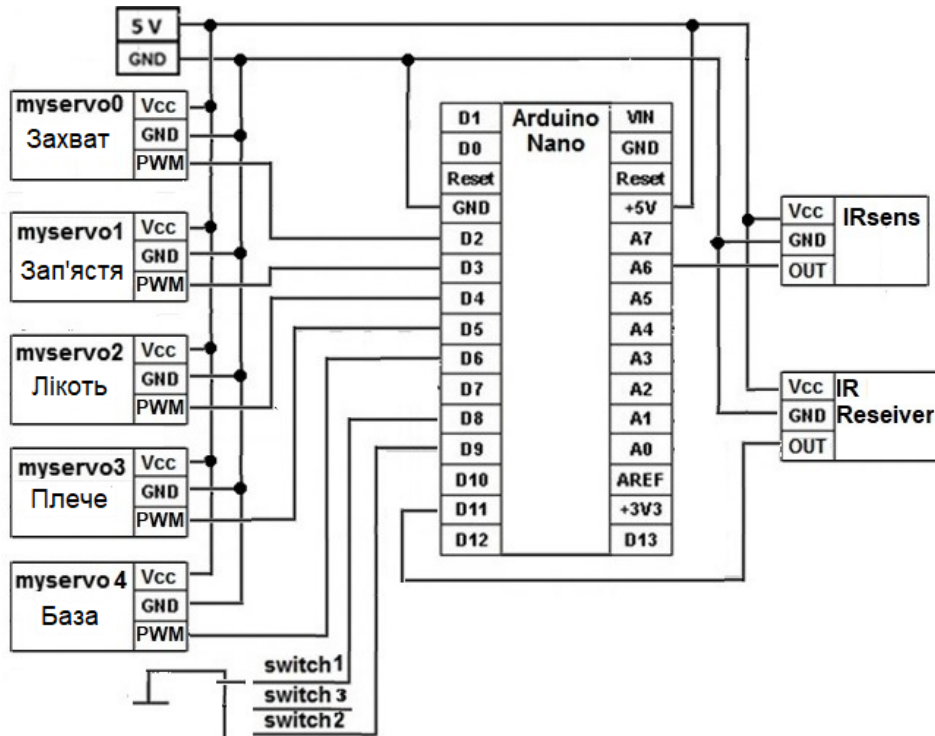 5 V
GND
myservo0
Захват
Vcc
GND
PWM
myservo1
Зап'ястя
Vcc
GND
PWM
myservo2
Лікоть
Vcc
GND
PWM
myservo3
Плече
Vcc
GND
PWM
myservo 4
База
Vcc
GND
PWM
Arduino
Nano
D1
D0
Reset
GND
D2
D3
D4
D5
D6
D7
D8
D9
D10
D11
D12
VIN
GND
Reset
+5V
A7
A6
A5
A4
A3
A2
A1
A0
AREF
+3V3
D13
Vcc
GND
OUT
IRsens
Vcc
GND
OUT
IR
Reseiver
switch1
switch 3
switch2